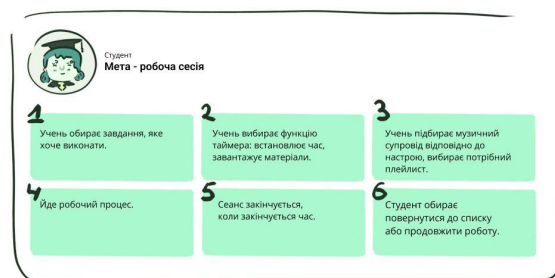 Студент
Мета - робоча сесія
1
Учень обирає завдання, яке
хоче виконати.
2
Учень вибирає функцію
таймера: встановлює час,
завантажує матеріали.
3
Учень підбирає музичний
супровід відповідно до
настрою, вибирає потрібний
плейлист.
4
Йде робочий процес.
5
Сеанс закінчується,
коли закінчується час.
6
Студент обирає
повернутися до списку
або продовжити роботу.